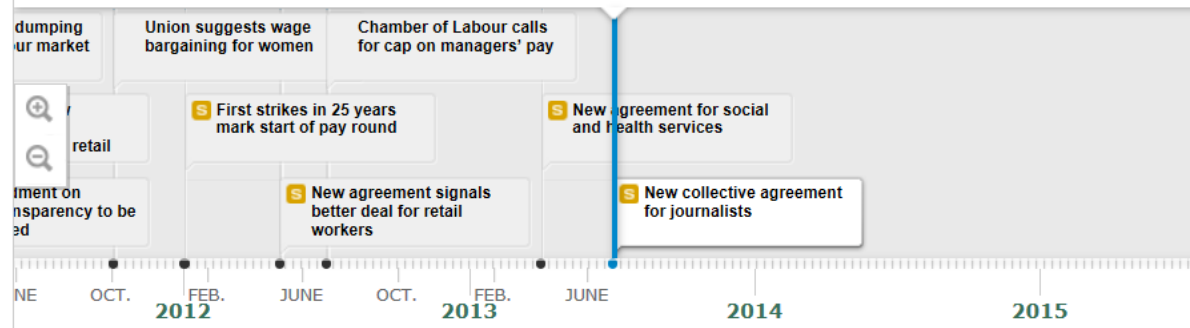 dumping
ur market
Union suggests wage
bargaining for women
Chamber of Labour calls
for cap on managers' pay
retail
S First strikes in 25 years
mark start of pay round
S New agreement for social
and health services
ment on
nsparency to be
ed
S New agreement signals
better deal for retail
workers
S New collective agreement
for journalists
NE OCT. FEB. JUNE OCT. FEB. JUNE
2012 2013 2014 2015